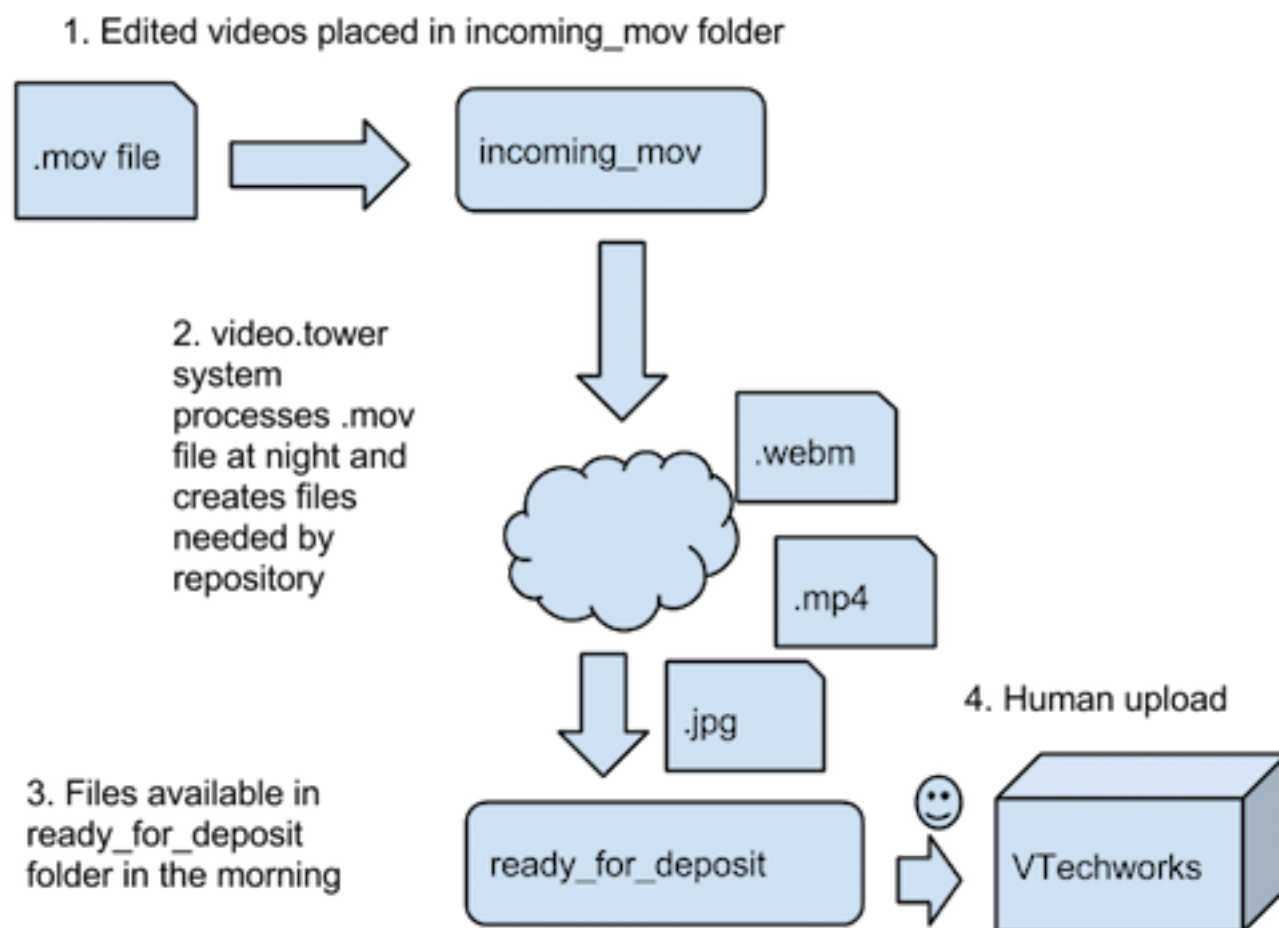 1. Edited videos placed in incoming_mov folder
.mov file
incoming_mov
2. video.tower
system
processes .mov
file at night and
creates files
needed by
repository
.webm
.mp4
.jpg
4. Human upload
3. Files available in
ready_for_deposit
folder in the morning
ready_for_deposit
VTechworks